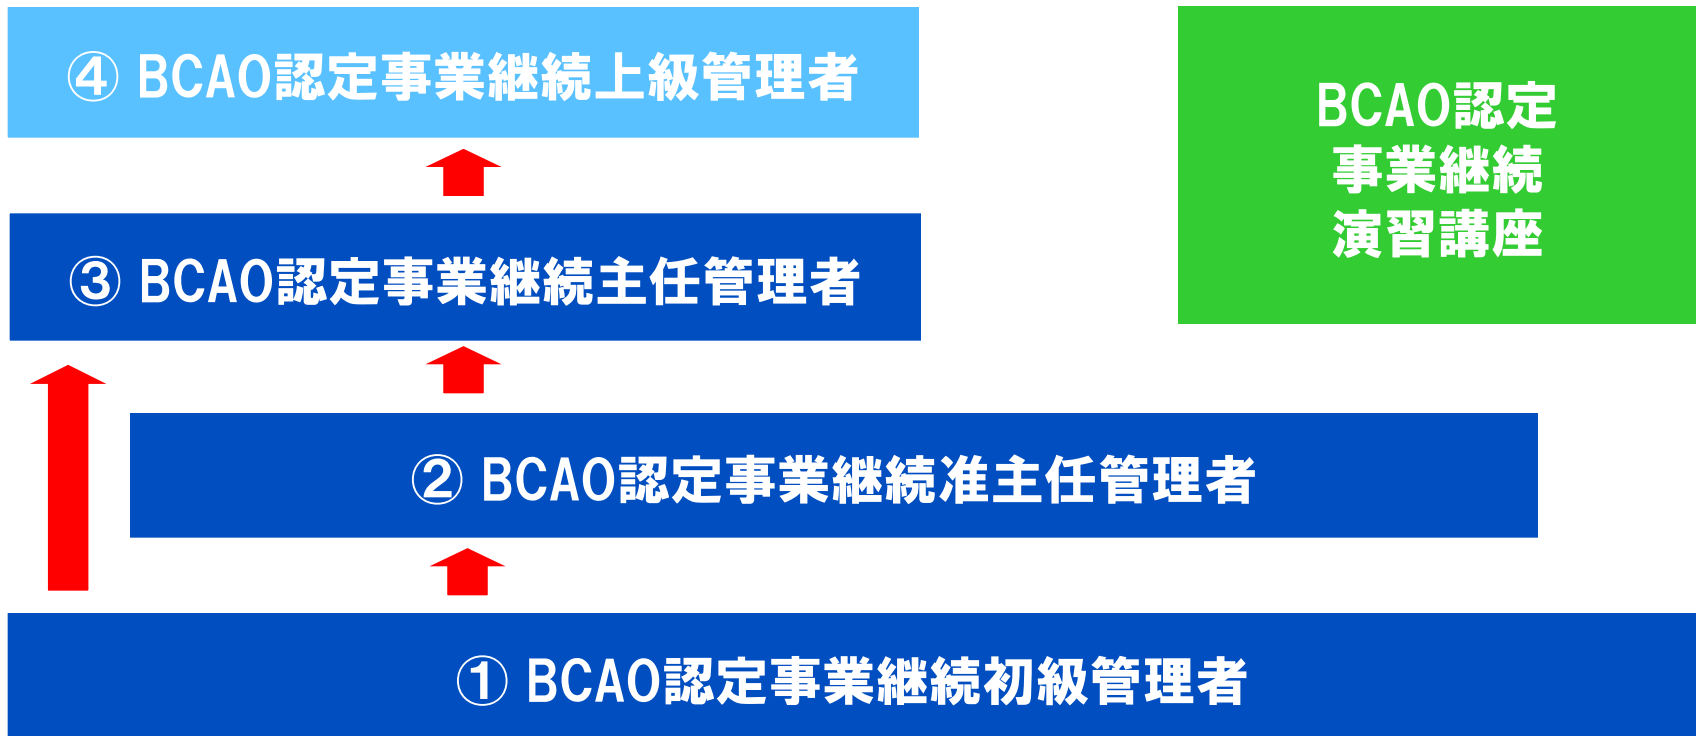 ④ BCAO認定事業継続上級管理者
BCAO認定
事業継続
演習講座
③ BCAO認定事業継続主任管理者
② BCAO認定事業継続准主任管理者
① BCAO認定事業継続初級管理者